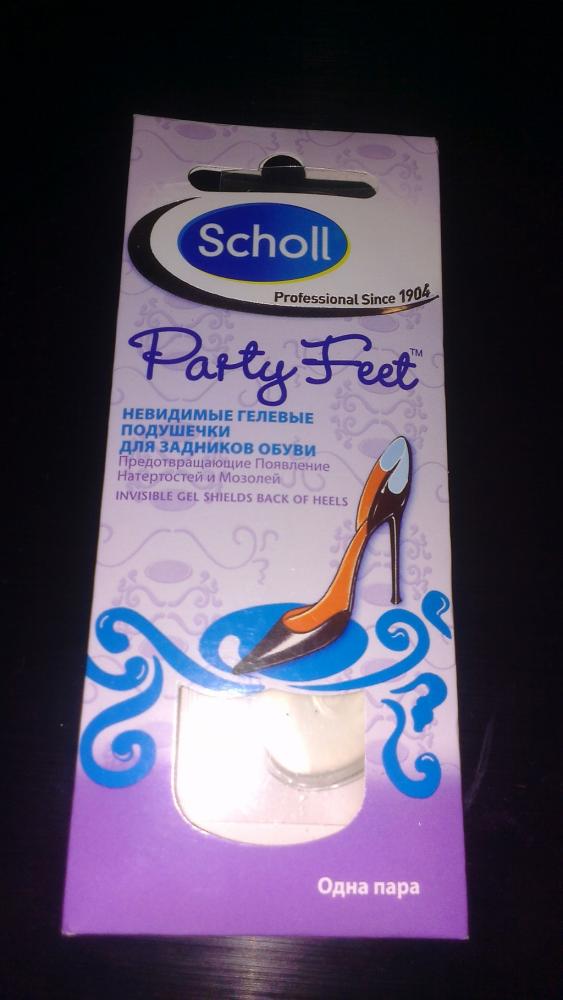 Scholl
Professional Since 1904
Party Feet™
НЕВИДИМЫЕ ГЕЛЕВЫЕ
ПОДУШЕЧКИ
ДЛЯ ЗАДНИКОВ ОБУВИ
Предотвращающие Появление
Натертостей и Мозолей
INVISIBLE GEL SHIELDS BACK OF HEELS
Одна пара